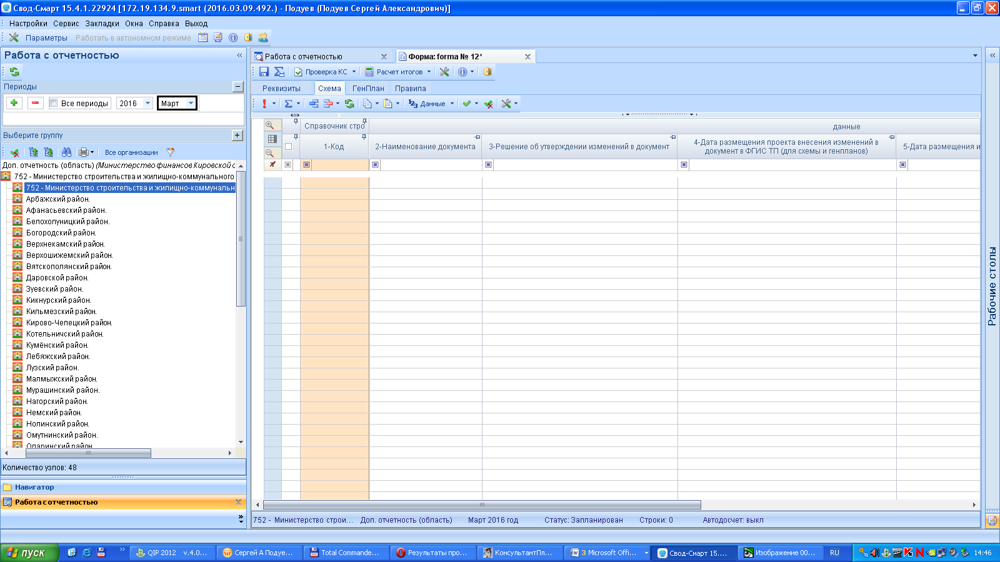 Свод-Смарт 15.4.1.22924 [172.19.134.9.smart (2016.03.09.492.) - Подуев (Подуев Сергей Александрович)]
Настройки Сервис Закладки Окна Справка Выход
Параметры Работать в автономном режиме
Работа с отчетностью
Периоды
Все периоды 2016 Март
Выберите группу
Все организации
Доп. отчетность (область) (Министерство финансов Кировской о
752 - Министерство строительства и жилищно-коммунального
752 - Министерство строительства и жилищно-коммунальн
Арбажский район.
Афанасьевский район.
Белохолуницкий район.
Богородский район.
Верхнекамский район.
Верхошижемский район.
Вятскополянский район.
Даровской район.
Зуевский район.
Кикнурский район.
Кильмезский район.
Кирово-Чепецкий район.
Котельничский район.
Кумёнский район.
Лебяжский район.
Лузский район.
Малмыжский район.
Мурашинский район.
Нагорский район.
Немский район.
Нолинский район.
Омутнинский район.
Опаринский район.
Количество узлов: 48
Навигатор
Работа с отчетностью
Работа с отчетностью Форма: forma № 12*
Проверка КС Расчет итогов
Реквизиты Схема ГенПлан Правила
Данные
Справочник стро данные
1-Код 2-Наименование документа 3-Решение об утверждении изменений в документ 4-Дата размещения проекта внесения изменений в
документ в ФГИС ТП (для схемы и генпланов) 5-Дата размещения и
Рабочие столы
752 - Министерство строи... Доп. отчетность (область) Март 2016 год Статус: Запланирован Строки: 0 Автодосчет: выкл
пуск QIP 2012 v.4.0... Сергей А Подуе... Total Commande... Результаты про... КонсультантПл... 3 Microsoft Offi... Свод-Смарт 15.... Изображение 00... RU 14:46